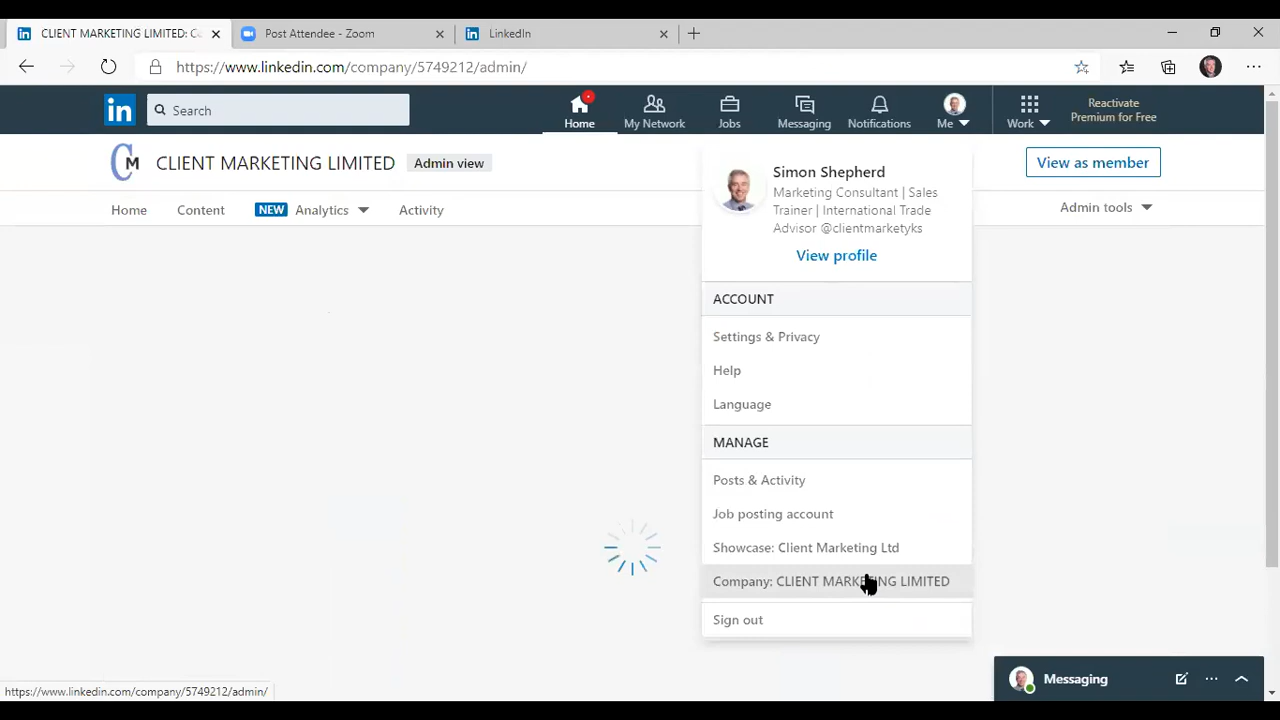 CLIENT MARKETING LIMITED: C
Post Attendee - Zoom
LinkedIn
https://www.linkedin.com/company/5749212/admin/
in
Search
Home
My Network
Jobs
Messaging
Notifications
Me
Work
Reactivate
Premium for Free
CM
CLIENT MARKETING LIMITED
Admin view
View as member
Home
Content
NEW
Analytics
Activity
Admin tools
Simon Shepherd
Marketing Consultant | Sales
Trainer | International Trade
Advisor @clientmarketyks
View profile
ACCOUNT
Settings & Privacy
Help
Language
MANAGE
Posts & Activity
Job posting account
Showcase: Client Marketing Ltd
Company: CLIENT MARKETING LIMITED
Sign out
https://www.linkedin.com/company/5749212/admin/
Messaging